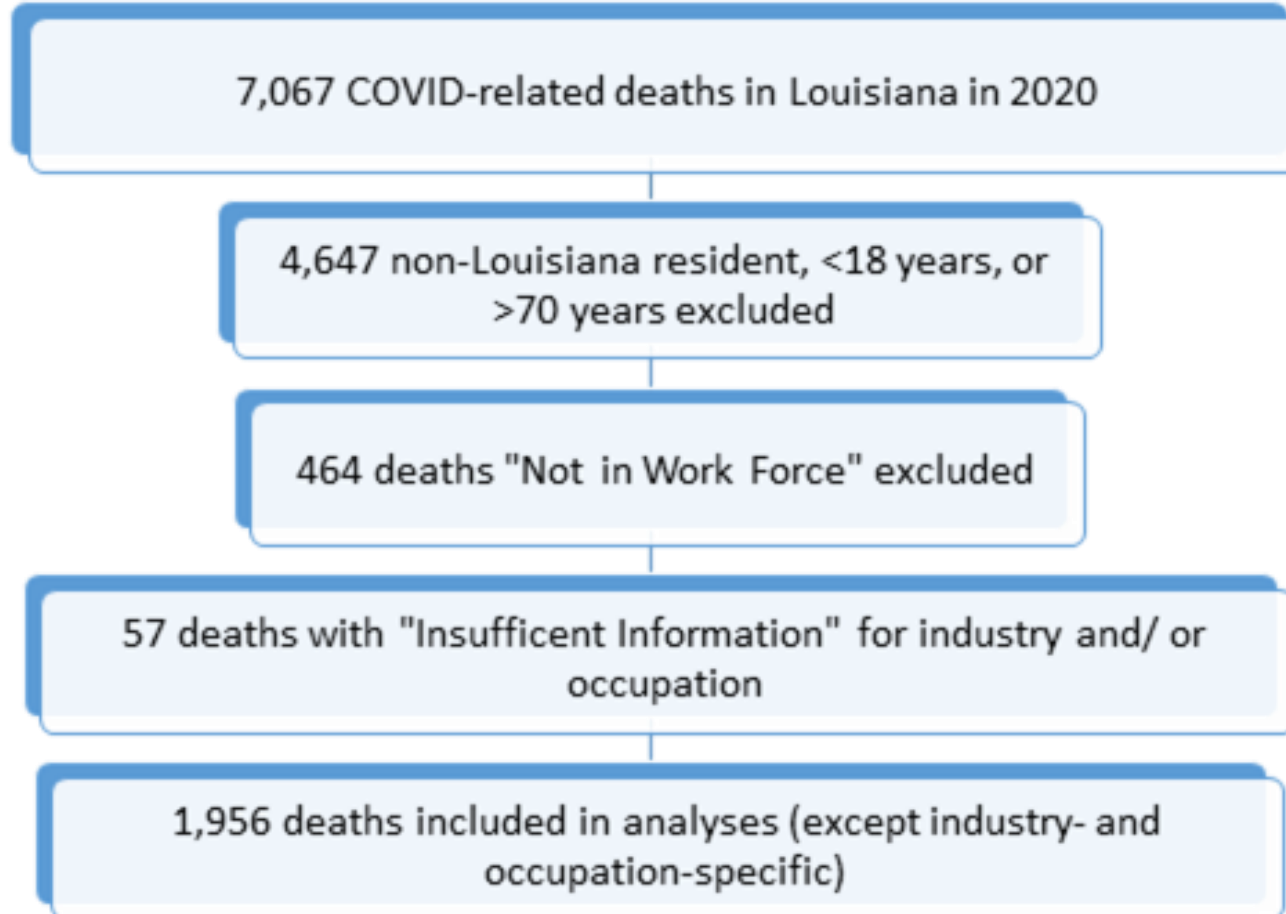 7,067 COVID-related deaths in Louisiana in 2020
4,647 non-Louisiana resident, <18 years, or
>70 years excluded
464 deaths "Not in Work Force" excluded
57 deaths with "Insufficent Information" for industry and/ or
occupation
1,956 deaths included in analyses (except industry- and
occupation-specific)